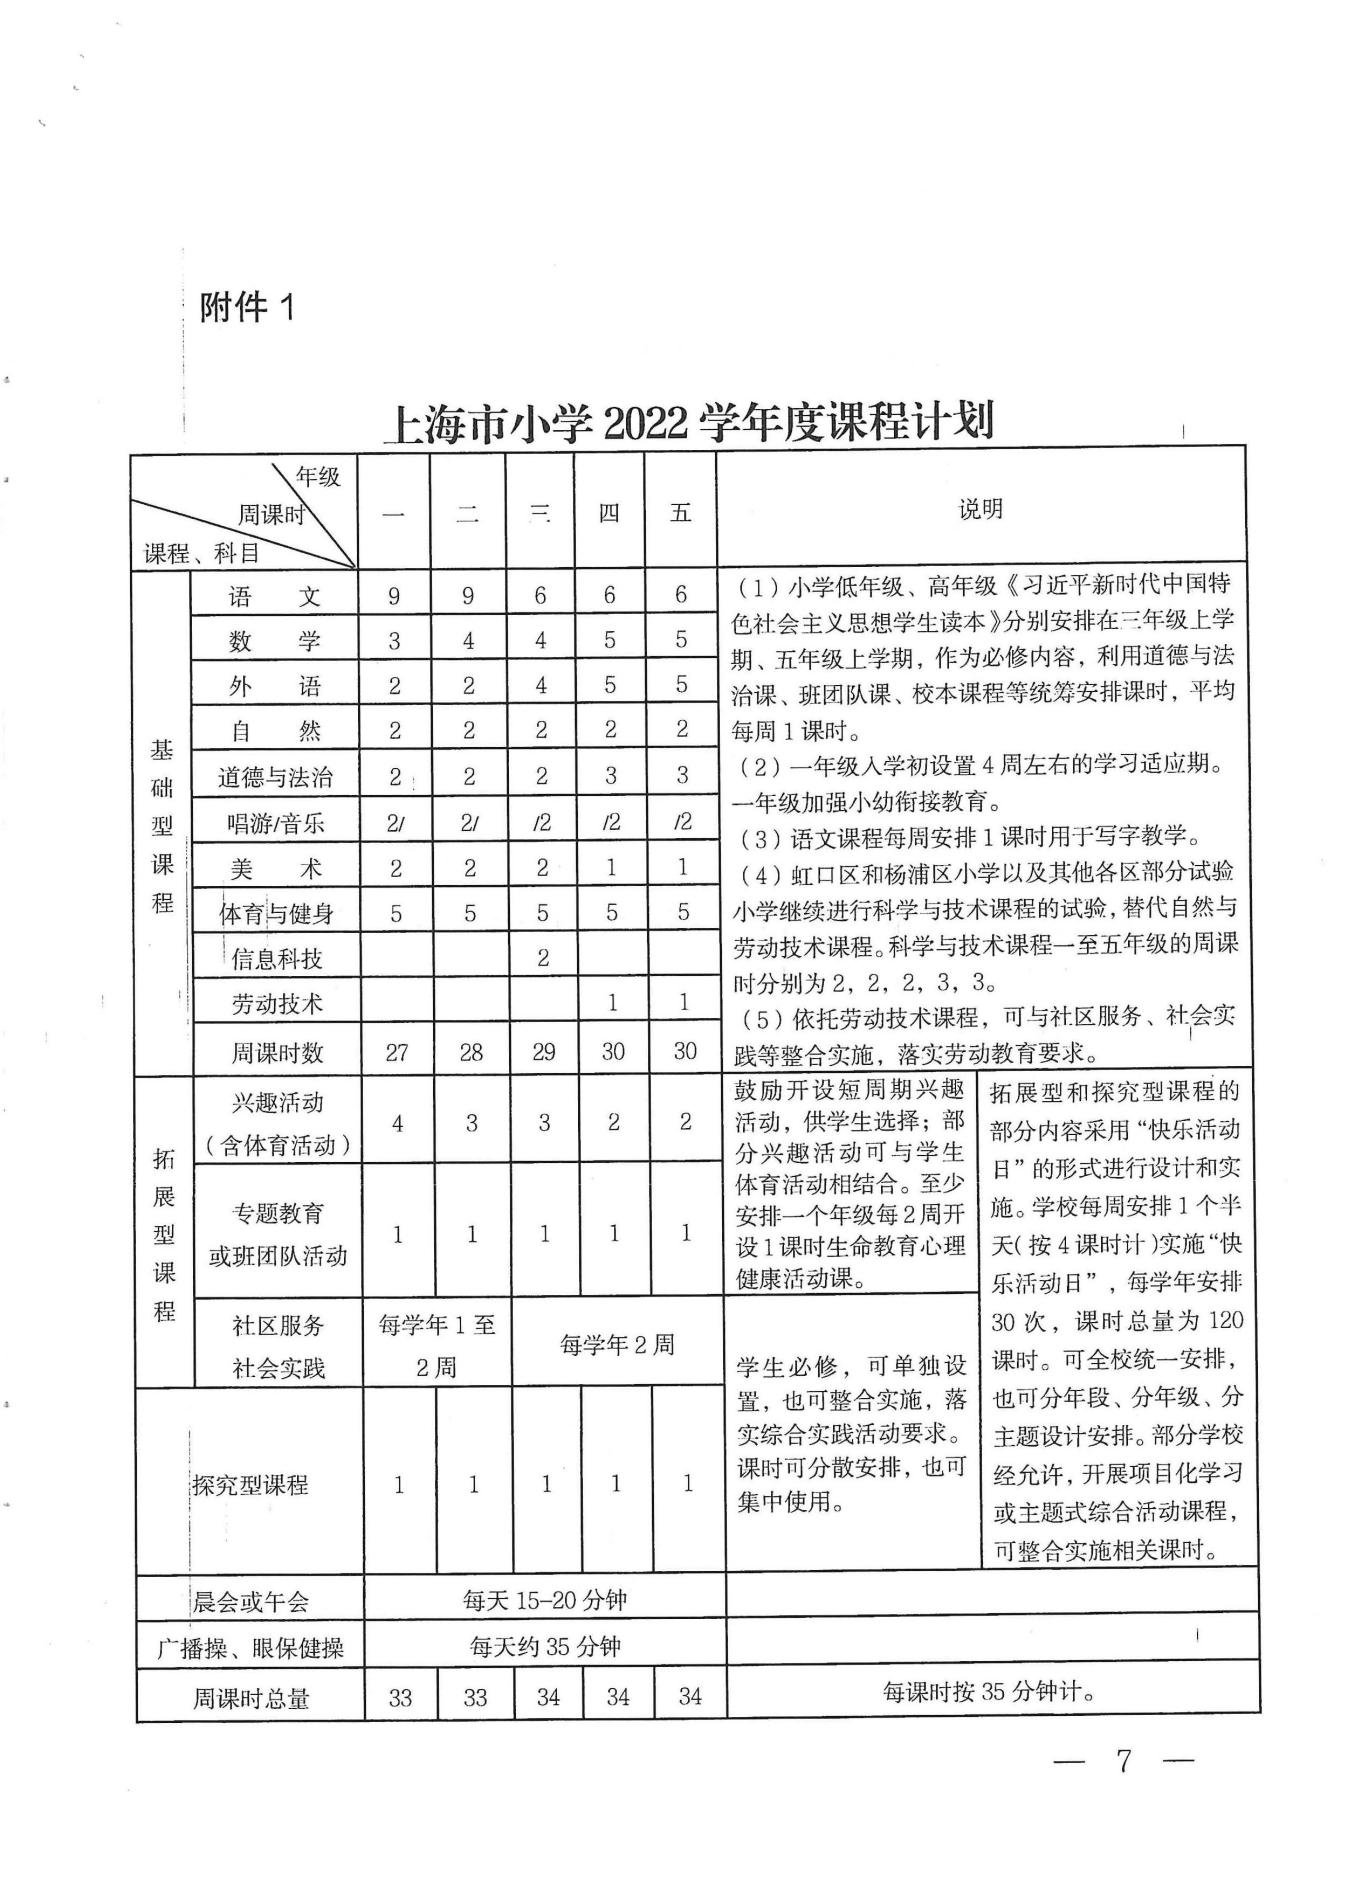 附件 1
上海市小学 2022 学年度课程计划
年级
周课时
课程、科目
一 二 三 四 五 说明
基础型课程
语 文 9 9 6 6 6
数 学 3 4 4 5 5
外 语 2 2 4 5 5
自 然 2 2 2 2 2
道德与法治 2 2 2 3 3
唱游/音乐 2/ 2/ /2 /2 /2
美 术 2 2 2 1 1
体育与健身 5 5 5 5 5
信息科技 2
劳动技术 1 1
周课时数 27 28 29 30 30
（1）小学低年级、高年级《习近平新时代中国特
色社会主义思想学生读本》分别安排在三年级上学
期、五年级上学期，作为必修内容，利用道德与法
治课、班团队课、校本课程等统筹安排课时，平均
每周 1 课时。
（2）一年级入学初设置 4 周左右的学习适应期。
一年级加强小幼衔接教育。
（3）语文课程每周安排 1 课时用于写字教学。
（4）虹口区和杨浦区小学以及其他各区部分试验
小学继续进行科学与技术课程的试验，替代自然与
劳动技术课程。科学与技术课程一至五年级的周课
时分别为 2，2，2，3，3。
（5）依托劳动技术课程，可与社区服务、社会实
践等整合实施，落实劳动教育要求。
拓展型课程
兴趣活动
（含体育活动） 4 3 3 2 2
专题教育
或班团队活动 1 1 1 1 1
鼓励开设短周期兴趣
活动，供学生选择；部
分兴趣活动可与学生
体育活动相结合。至少
安排一个年级每 2 周开
设 1 课时生命教育心理
健康活动课。
社区服务
社会实践
每学年 1 至
2 周
每学年 2 周
探究型课程 1 1 1 1 1
学生必修，可单独设
置，也可整合实施，落
实综合实践活动要求。
课时可分散安排，也可
集中使用。
拓展型和探究型课程的
部分内容采用“快乐活动
日”的形式进行设计和实
施。学校每周安排 1 个半
天（按 4 课时计）实施“快
乐活动日”，每学年安排
30 次，课时总量为 120
课时。可全校统一安排，
也可分年段、分年级、分
主题设计安排。部分学校
经允许，开展项目化学习
或主题式综合活动课程，
可整合实施相关课时。
晨会或午会 每天 15-20 分钟
广播操、眼保健操 每天约 35 分钟
周课时总量 33 33 34 34 34 每课时按 35 分钟计。
— 7 —